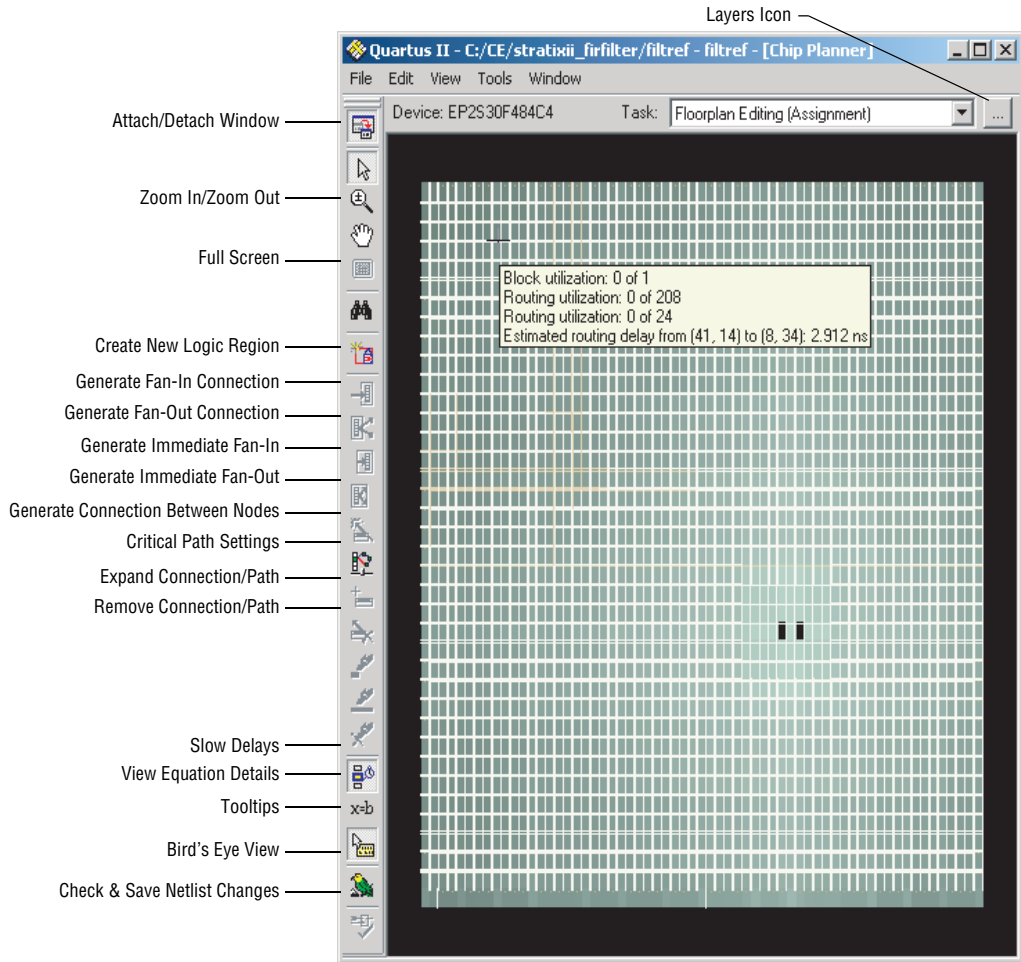 Layers Icon
Quartus II - C:/CE/stratixii_firfilter/filtref - filtref - [Chip Planner]
File Edit View Tools Window
Device: EP2S30F484C4 Task: Floorplan Editing (Assignment) ...
Attach/Detach Window
Zoom In/Zoom Out
Full Screen
Block utilization: 0 of 1
Routing utilization: 0 of 208
Routing utilization: 0 of 24
Estimated routing delay from (41, 14) to (8, 34): 2.912 ns
Create New Logic Region
Generate Fan-In Connection
Generate Fan-Out Connection
Generate Immediate Fan-In
Generate Immediate Fan-Out
Generate Connection Between Nodes
Critical Path Settings
Expand Connection/Path
Remove Connection/Path
Slow Delays
View Equation Details
Tooltips
x=b
Bird's Eye View
Check & Save Netlist Changes